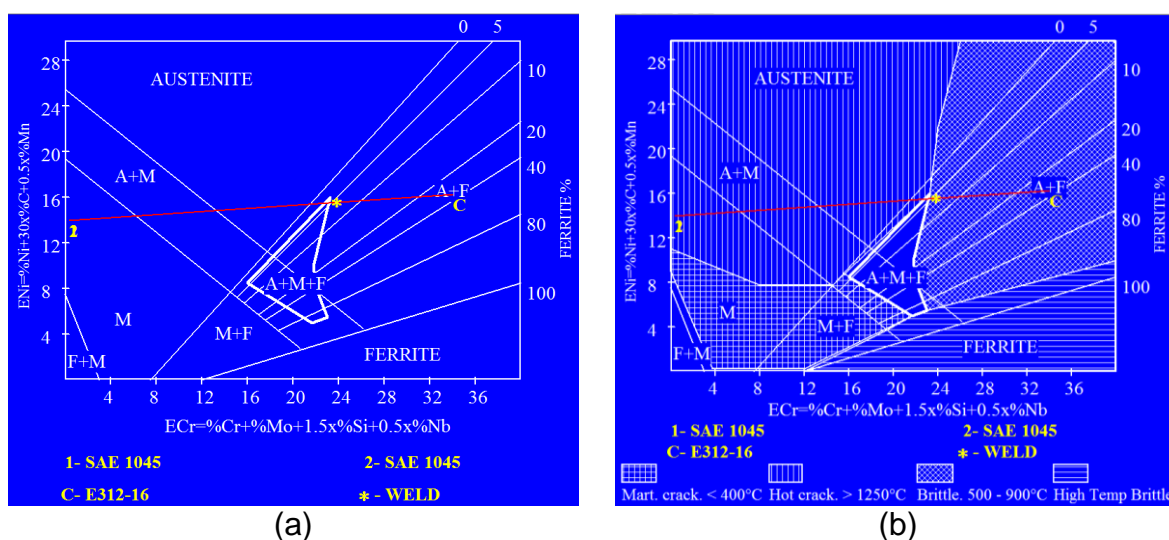 0 5
28
24
20
16
12
8
4
ENi=%Ni+30x%C+0.5x%Mn
AUSTENITE
A+M
A+F
C
A+M+F
M
M+F
F+M
FERRITE
10
20
40
80
100
FERRITE %
4 8 12 16 20 24 28 32 36
ECr=%Cr+%Mo+1.5x%Si+0.5x%Nb
1- SAE 1045 2- SAE 1045
C- E312-16 * - WELD
(a)
0 5
28
24
20
16
12
8
4
ENi=%Ni+30x%C+0.5x%Mn
AUSTENITE
A+M
A+F
C
A+M+F
M
M+F
F+M
FERRITE
10
20
40
80
100
FERRITE %
4 8 12 16 20 24 28 32 36
ECr=%Cr+%Mo+1.5x%Si+0.5x%Nb
1- SAE 1045 2- SAE 1045
C- E312-16 * - WELD
Mart. crack. < 400°C Hot crack. > 1250°C Brittle. 500 - 900°C High Temp Brittle
(b)